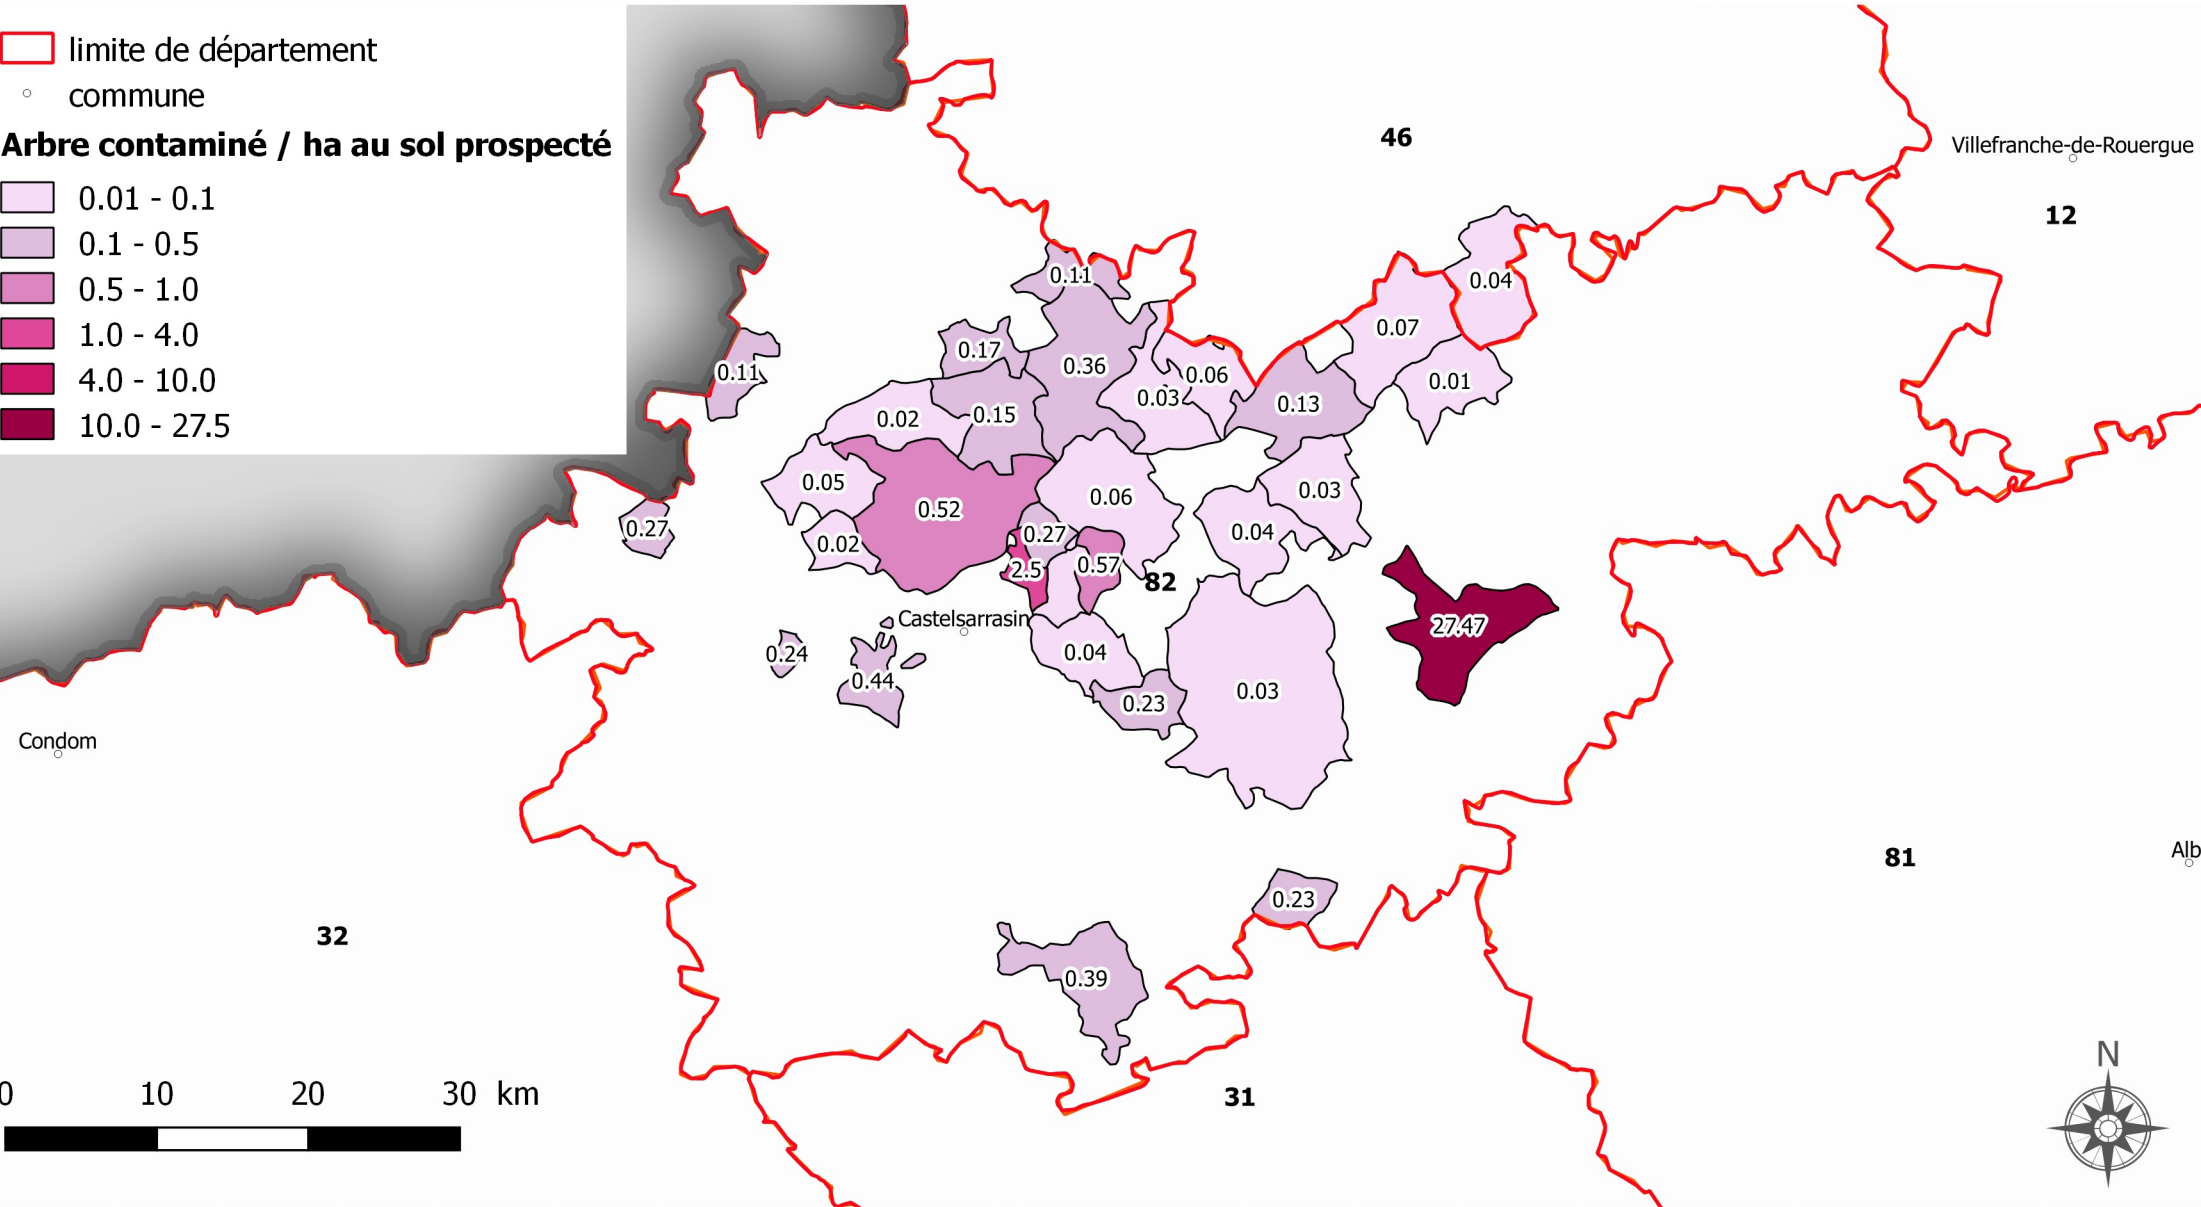 limite de département
commune
Arbre contaminé / ha au sol prospecté
0.01 - 0.1
0.1 - 0.5
0.5 - 1.0
1.0 - 4.0
4.0 - 10.0
10.0 - 27.5
46
Villefranche-de-Rouergue
12
0.11
0.04
0.07
0.17
0.36
0.11
0.06
0.01
0.03
0.13
0.02
0.15
0.05
0.06
0.03
0.52
0.27
0.27
0.04
0.02
0.57
2.5
82
Castelsarrasin
27.47
0.24
0.04
0.44
0.03
0.23
Condom
81
Alb
0.23
32
0.39
N
0 10 20 30 km
31